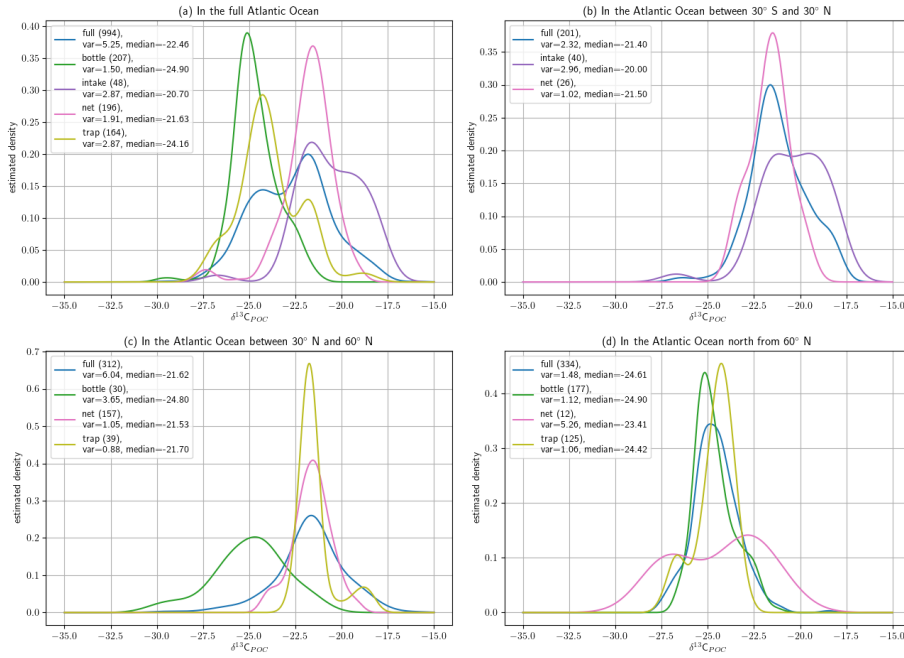 (a) In the full Atlantic Ocean
full (994),
var=5.25, median=-22.46
bottle (207),
var=1.50, median=-24.90
intake (48),
var=2.87, median=-20.70
net (196),
var=1.91, median=-21.63
trap (164),
var=2.87, median=-24.16
estimated density
0.40
0.35
0.30
0.25
0.20
0.15
0.10
0.05
0.00
−35.0 −32.5 −30.0 −27.5 −25.0 −22.5 −20.0 −17.5 −15.0
δ¹³C_POC
(b) In the Atlantic Ocean between 30° S and 30° N
full (201),
var=2.32, median=-21.40
intake (40),
var=2.96, median=-20.00
net (26),
var=1.02, median=-21.50
estimated density
0.35
0.30
0.25
0.20
0.15
0.10
0.05
0.00
−35.0 −32.5 −30.0 −27.5 −25.0 −22.5 −20.0 −17.5 −15.0
δ¹³C_POC
(c) In the Atlantic Ocean between 30° N and 60° N
full (312),
var=6.04, median=-21.62
bottle (30),
var=3.65, median=-24.80
net (157),
var=1.05, median=-21.53
trap (39),
var=0.88, median=-21.70
estimated density
0.7
0.6
0.5
0.4
0.3
0.2
0.1
0.0
−35.0 −32.5 −30.0 −27.5 −25.0 −22.5 −20.0 −17.5 −15.0
δ¹³C_POC
(d) In the Atlantic Ocean north from 60° N
full (334),
var=1.48, median=-24.61
bottle (177),
var=1.12, median=-24.90
net (12),
var=5.26, median=-23.41
trap (125),
var=1.06, median=-24.42
estimated density
0.4
0.3
0.2
0.1
0.0
−35.0 −32.5 −30.0 −27.5 −25.0 −22.5 −20.0 −17.5 −15.0
δ¹³C_POC